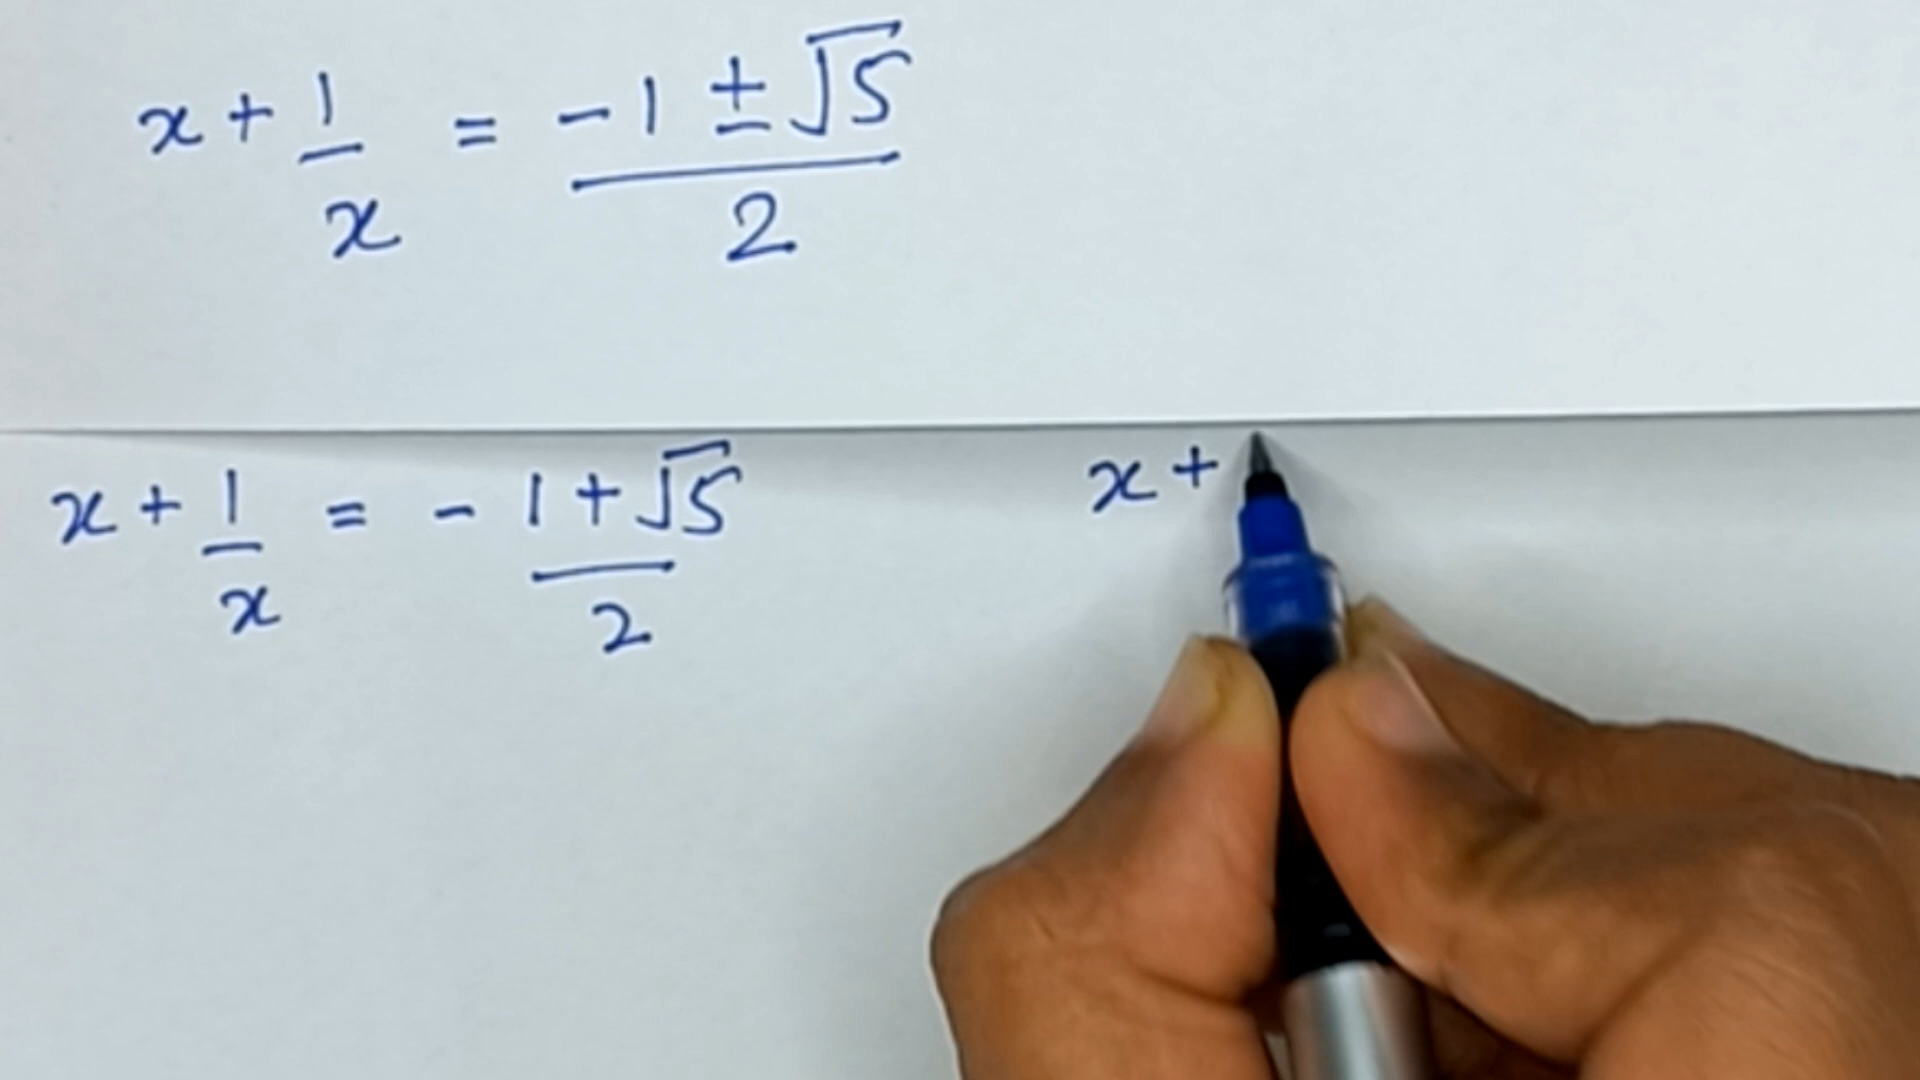 x + 1/x = (-1 ± √5)/2
x + 1/x = - (1 + √5)/2
x +